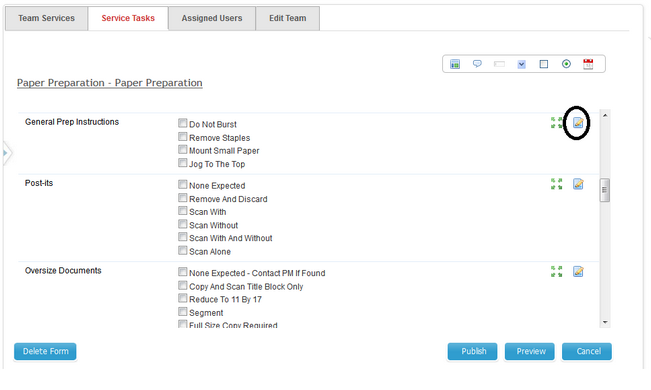 Team Services Service Tasks Assigned Users Edit Team
Paper Preparation - Paper Preparation
General Prep Instructions Do Not Burst
Remove Staples
Mount Small Paper
Jog To The Top
Post-its None Expected
Remove And Discard
Scan With
Scan Without
Scan With And Without
Scan Alone
Oversize Documents None Expected - Contact PM If Found
Copy And Scan Title Block Only
Reduce To 11 By 17
Segment
Full Size Copy Required
Delete Form Publish Preview Cancel